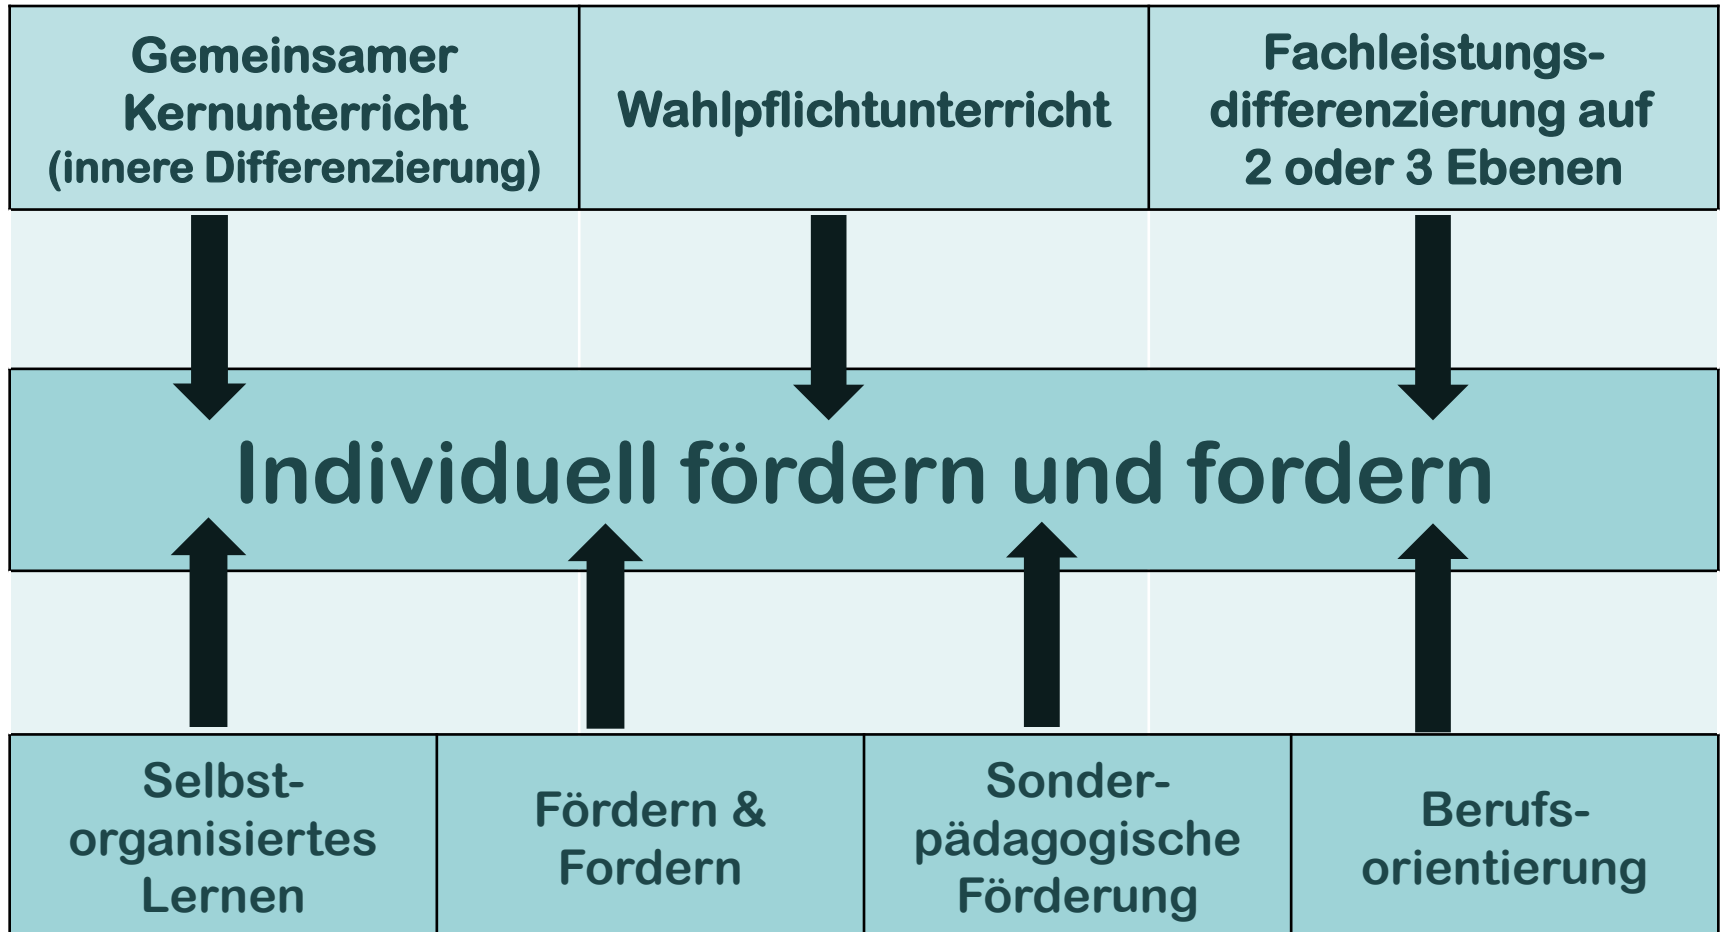 Gemeinsamer
Kernunterricht
(innere Differenzierung)
Wahlpflichtunterricht
Fachleistungs-
differenzierung auf
2 oder 3 Ebenen
Individuell fördern und fordern
Selbst-
organisiertes
Lernen
Fördern &
Fordern
Sonder-
pädagogische
Förderung
Berufs-
orientierung